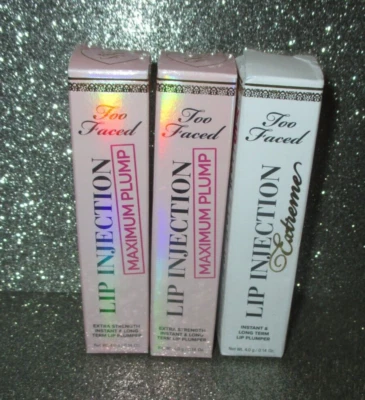 Too
Faced
LIP INJECTION
MAXIMUM PLUMP
EXTRA STRENGTH
INSTANT & LONG
TERM LIP PLUMPER
Too
Faced
LIP INJECTION
MAXIMUM PLUMP
EXTRA STRENGTH
INSTANT & LONG
TERM LIP PLUMPER
Too
Faced
LIP INJECTION
Extreme
INSTANT &
LONG TERM
LIP PLUMPER